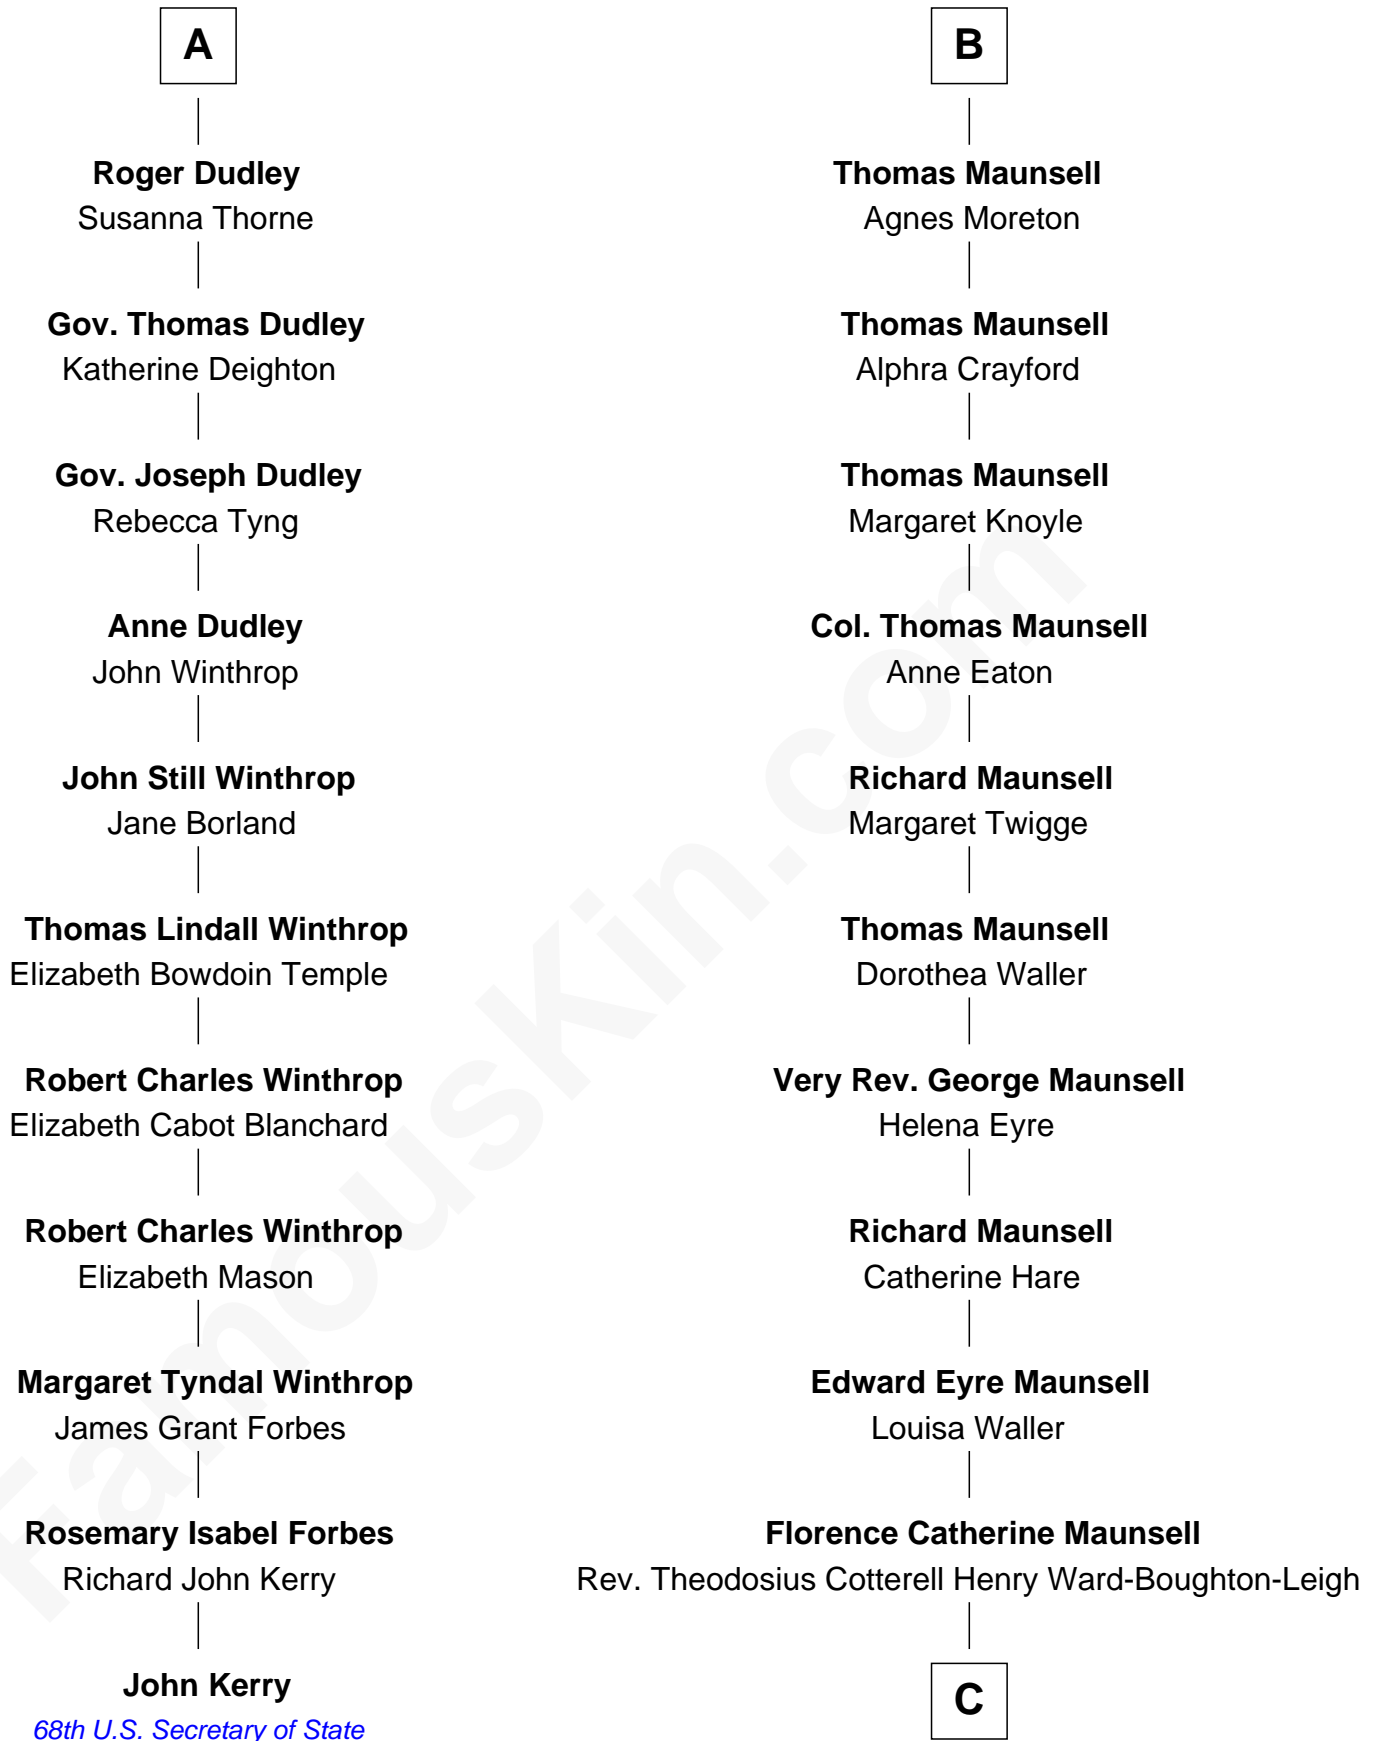 A
Roger Dudley
Susanna Thorne
Gov. Thomas Dudley
Katherine Deighton
Gov. Joseph Dudley
Rebecca Tyng
Anne Dudley
John Winthrop
John Still Winthrop
Jane Borland
Thomas Lindall Winthrop
Elizabeth Bowdoin Temple
Robert Charles Winthrop
Elizabeth Cabot Blanchard
Robert Charles Winthrop
Elizabeth Mason
Margaret Tyndal Winthrop
James Grant Forbes
Rosemary Isabel Forbes
Richard John Kerry
John Kerry
68th U.S. Secretary of State
B
Thomas Maunsell
Agnes Moreton
Thomas Maunsell
Alphra Crayford
Thomas Maunsell
Margaret Knoyle
Col. Thomas Maunsell
Anne Eaton
Richard Maunsell
Margaret Twigge
Thomas Maunsell
Dorothea Waller
Very Rev. George Maunsell
Helena Eyre
Richard Maunsell
Catherine Hare
Edward Eyre Maunsell
Louisa Waller
Florence Catherine Maunsell
Rev. Theodosius Cotterell Henry Ward-Boughton-Leigh
C
FamousKin.com